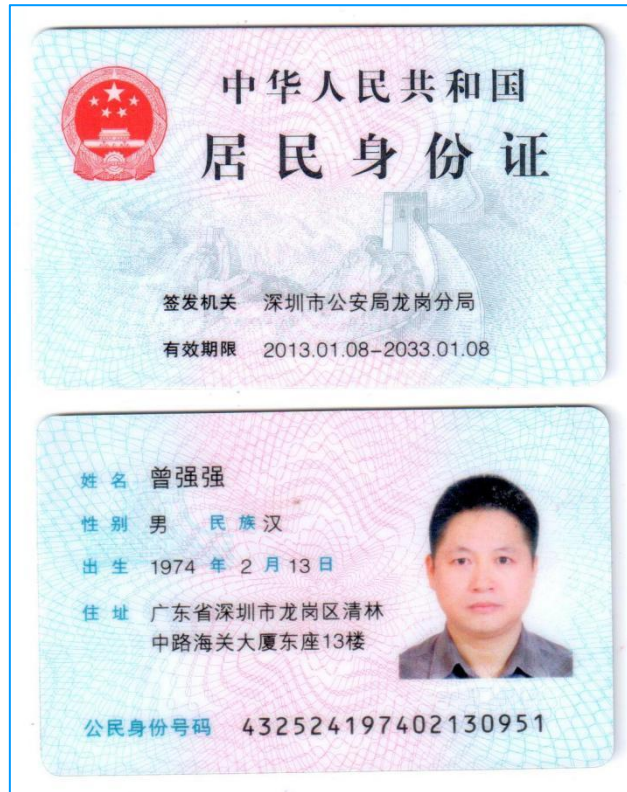 中华人民共和国
居民身份证
签发机关 深圳市公安局龙岗分局
有效期限 2013.01.08-2033.01.08
姓名 曾强强
性别 男 民族 汉
出生 1974 年 2 月 13 日
住址 广东省深圳市龙岗区清林
中路海关大厦东座13楼
公民身份号码 432524197402130951